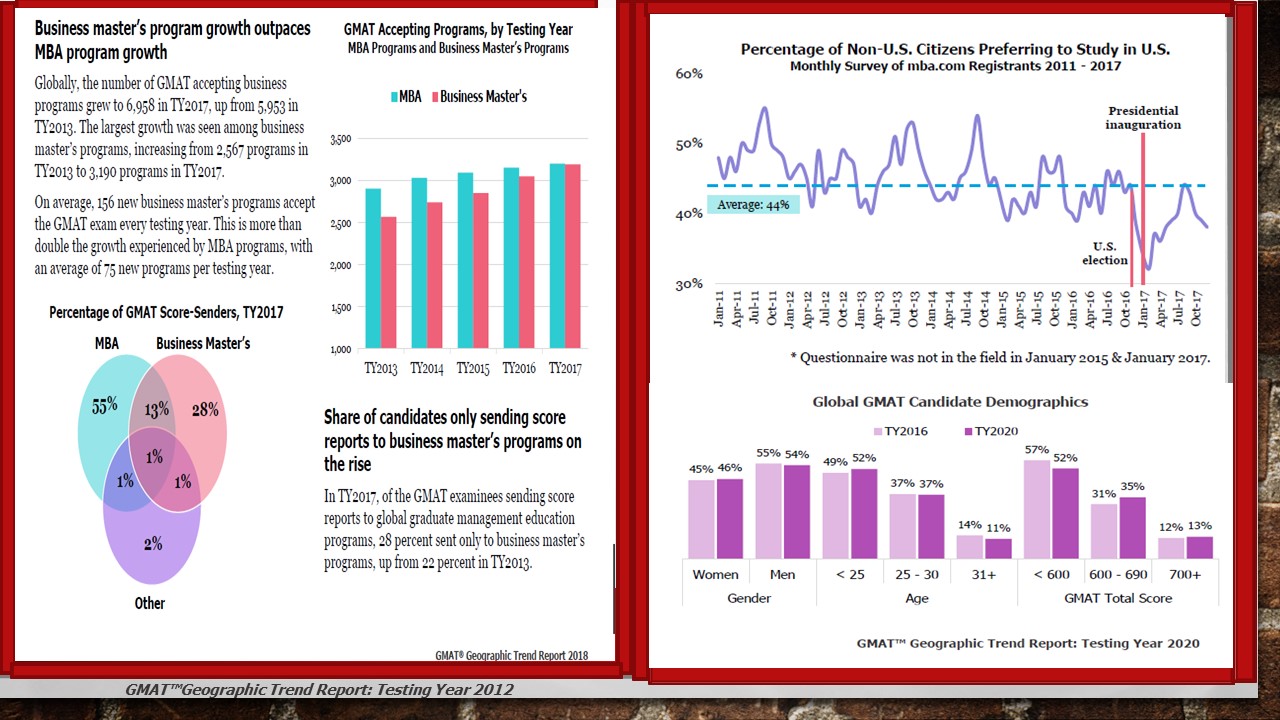 Business master's program growth outpaces
MBA program growth
Globally, the number of GMAT accepting business
programs grew to 6,958 in TY2017, up from 5,953 in
TY2013. The largest growth was seen among business
master's programs, increasing from 2,567 programs in
TY2013 to 3,190 programs in TY2017.
On average, 156 new business master's programs accept
the GMAT exam every testing year. This is more than
double the growth experienced by MBA programs, with
an average of 75 new programs per testing year.
Percentage of GMAT Score-Senders, TY2017
MBA Business Master's
55% 13% 28%
1%
1% 1%
2%
Other
GMAT Accepting Programs, by Testing Year
MBA Programs and Business Master's Programs
MBA Business Master's
3,500
3,000
2,500
2,000
1,500
1,000
TY2013 TY2014 TY2015 TY2016 TY2017
Share of candidates only sending score
reports to business master's programs on
the rise
In TY2017, of the GMAT examinees sending score
reports to global graduate management education
programs, 28 percent sent only to business master's
programs, up from 22 percent in TY2013.
GMAT® Geographic Trend Report 2018
GMAT™Geographic Trend Report: Testing Year 2012
Percentage of Non-U.S. Citizens Preferring to Study in U.S.
Monthly Survey of mba.com Registrants 2011 - 2017
60%
50%
40%
30%
Presidential
inauguration
Average: 44%
U.S.
election
Jan-11 Apr-11 Jul-11 Oct-11 Jan-12 Apr-12 Jul-12 Oct-12 Jan-13 Apr-13 Jul-13 Oct-13 Jan-14 Apr-14 Jul-14 Oct-14 Jan-15 Apr-15 Jul-15 Oct-15 Jan-16 Apr-16 Jul-16 Oct-16 Jan-17 Apr-17 Jul-17 Oct-17
* Questionnaire was not in the field in January 2015 & January 2017.
Global GMAT Candidate Demographics
TY2016 TY2020
45% 46% 55% 54% 49% 52% 37% 37% 14% 11% 57% 52% 31% 35% 12% 13%
Women Men < 25 25 - 30 31+ < 600 600 - 690 700+
Gender Age GMAT Total Score
GMAT™ Geographic Trend Report: Testing Year 2020